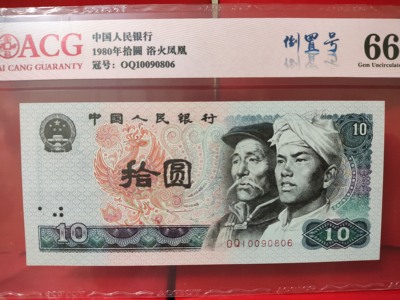 ACG
AI CANG GUARANTY
中国人民银行
1980年拾圆 浴火凤凰
冠号：OQ10090806
倒置号
66
Gem Uncirculate
中国人民银行
10
拾圆
OQ10090806
10
10